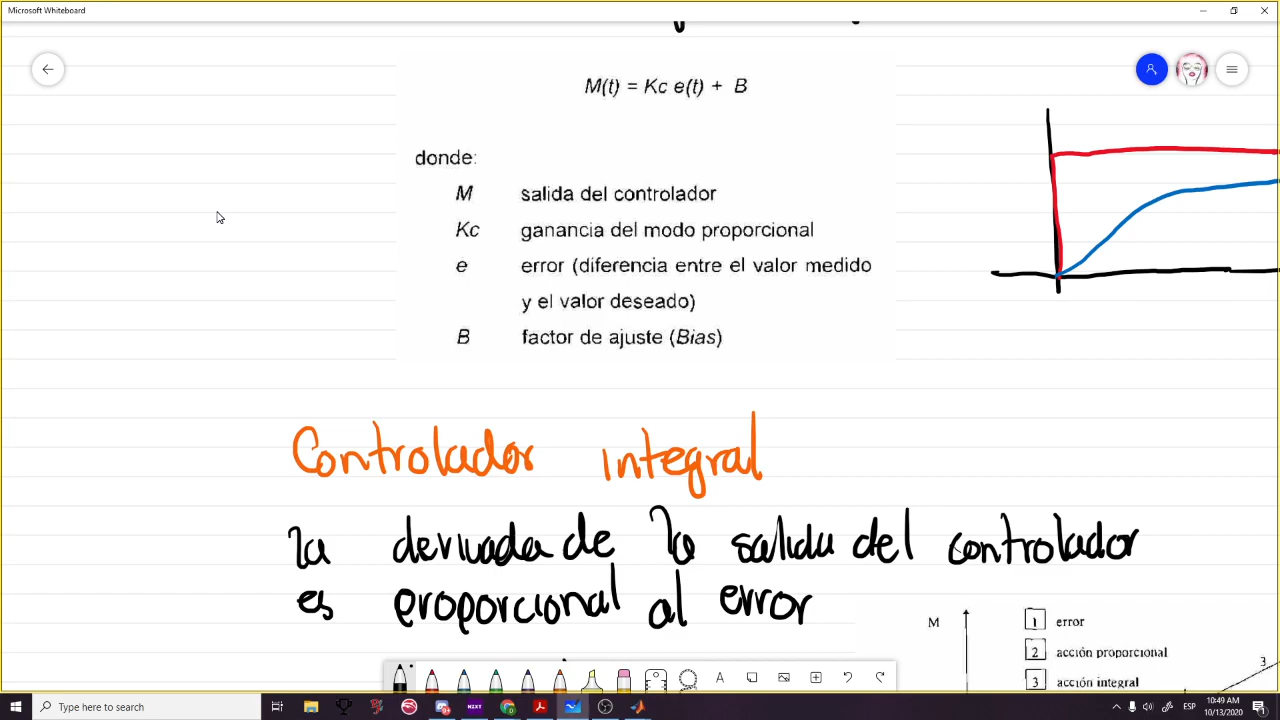 Microsoft Whiteboard
M(t) = Kc e(t) + B
donde:
M salida del controlador
Kc ganancia del modo proporcional
e error (diferencia entre el valor medido
y el valor deseado)
B factor de ajuste (Bias)
Controlador integral
la derivada de la salida del controlador
es proporcional al error
M
1 error
2 acción proporcional
3 acción integral
3
A
Type here to search
NEXT
ESP
10:49 AM
10/13/2020
1